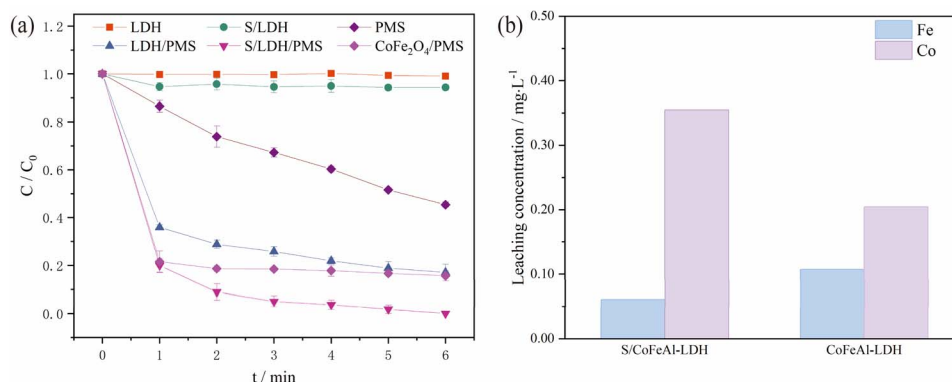 (a)
LDH S/LDH PMS
LDH/PMS S/LDH/PMS CoFe₂O₄/PMS
1.2
1.0
0.8
0.6
0.4
0.2
0.0
C / C₀
0 1 2 3 4 5 6
t / min
(b)
Fe
Co
0.50
0.40
0.30
0.20
0.10
0.00
Leaching concentration / mg·L⁻¹
S/CoFeAl-LDH CoFeAl-LDH